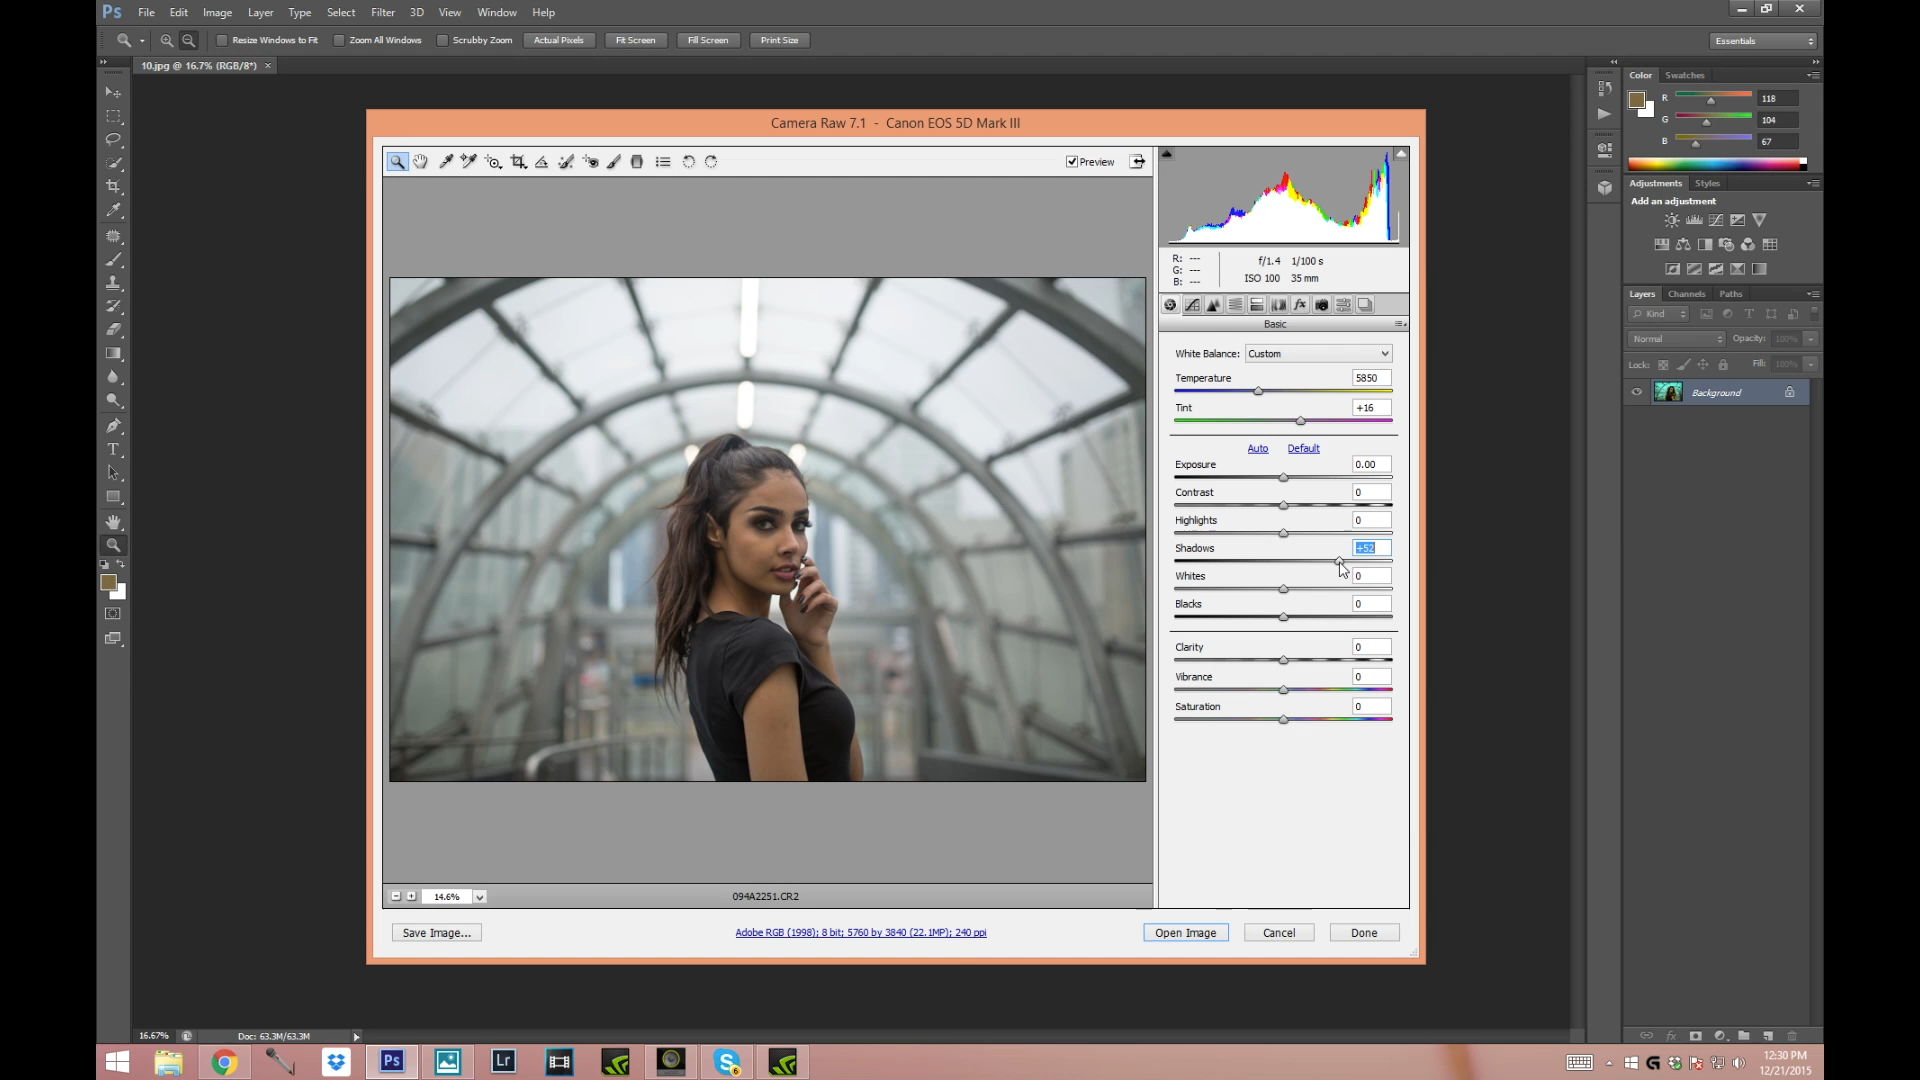 Ps File Edit Image Layer Type Select Filter 3D View Window Help
Resize Windows to Fit Zoom All Windows Scrubby Zoom Actual Pixels Fit Screen Fill Screen Print Size Essentials
10.jpg @ 16.7% (RGB/8*) ×
Color Swatches
R 118
G 104
B 67
Adjustments Styles
Add an adjustment
Layers Channels Paths
Kind
Normal Opacity: 100%
Lock: Fill: 100%
Background
Camera Raw 7.1 - Canon EOS 5D Mark III
Preview
R: ---
G: ---
B: ---
f/1.4 1/100 s
ISO 100 35 mm
Basic
White Balance: Custom
Temperature 5850
Tint +16
Auto Default
Exposure 0.00
Contrast 0
Highlights 0
Shadows +52
Whites 0
Blacks 0
Clarity 0
Vibrance 0
Saturation 0
14.6% 094A2251.CR2
Save Image... Adobe RGB (1998); 8 bit; 5760 by 3840 (22.1MP); 240 ppi Open Image Cancel Done
16.67% Doc: 63.3M/63.3M
Ps Lr S 6
12:30 PM
12/21/2015